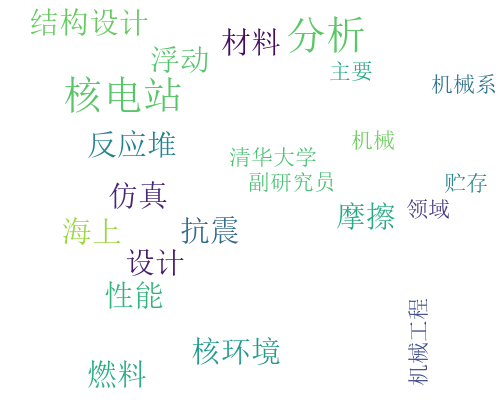 结构设计
材料
分析
浮动
主要
机械系
核电站
反应堆
机械
清华大学
副研究员
贮存
仿真
摩擦
领域
海上
抗震
设计
性能
机械工程
核环境
燃料